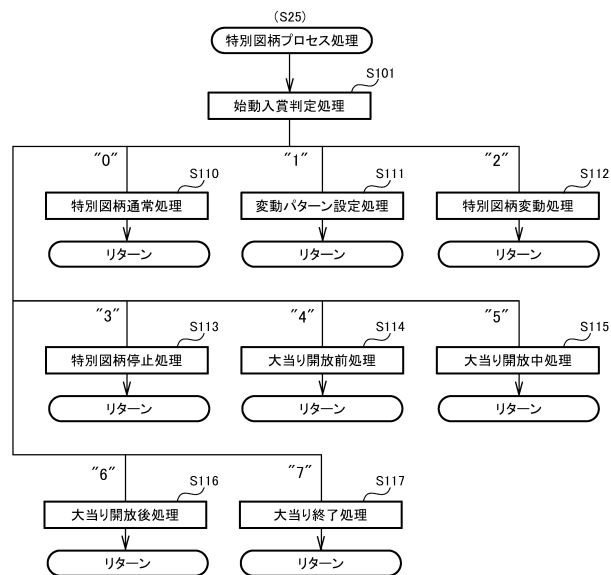 (S25)
特別図柄プロセス処理
S101
始動入賞判定処理
"0"
S110
"1"
S111
"2"
S112
特別図柄通常処理
変動パターン設定処理
特別図柄変動処理
リターン
リターン
リターン
"3"
S113
"4"
S114
"5"
S115
特別図柄停止処理
大当り開放前処理
大当り開放中処理
リターン
リターン
リターン
"6"
S116
"7"
S117
大当り開放後処理
大当り終了処理
リターン
リターン